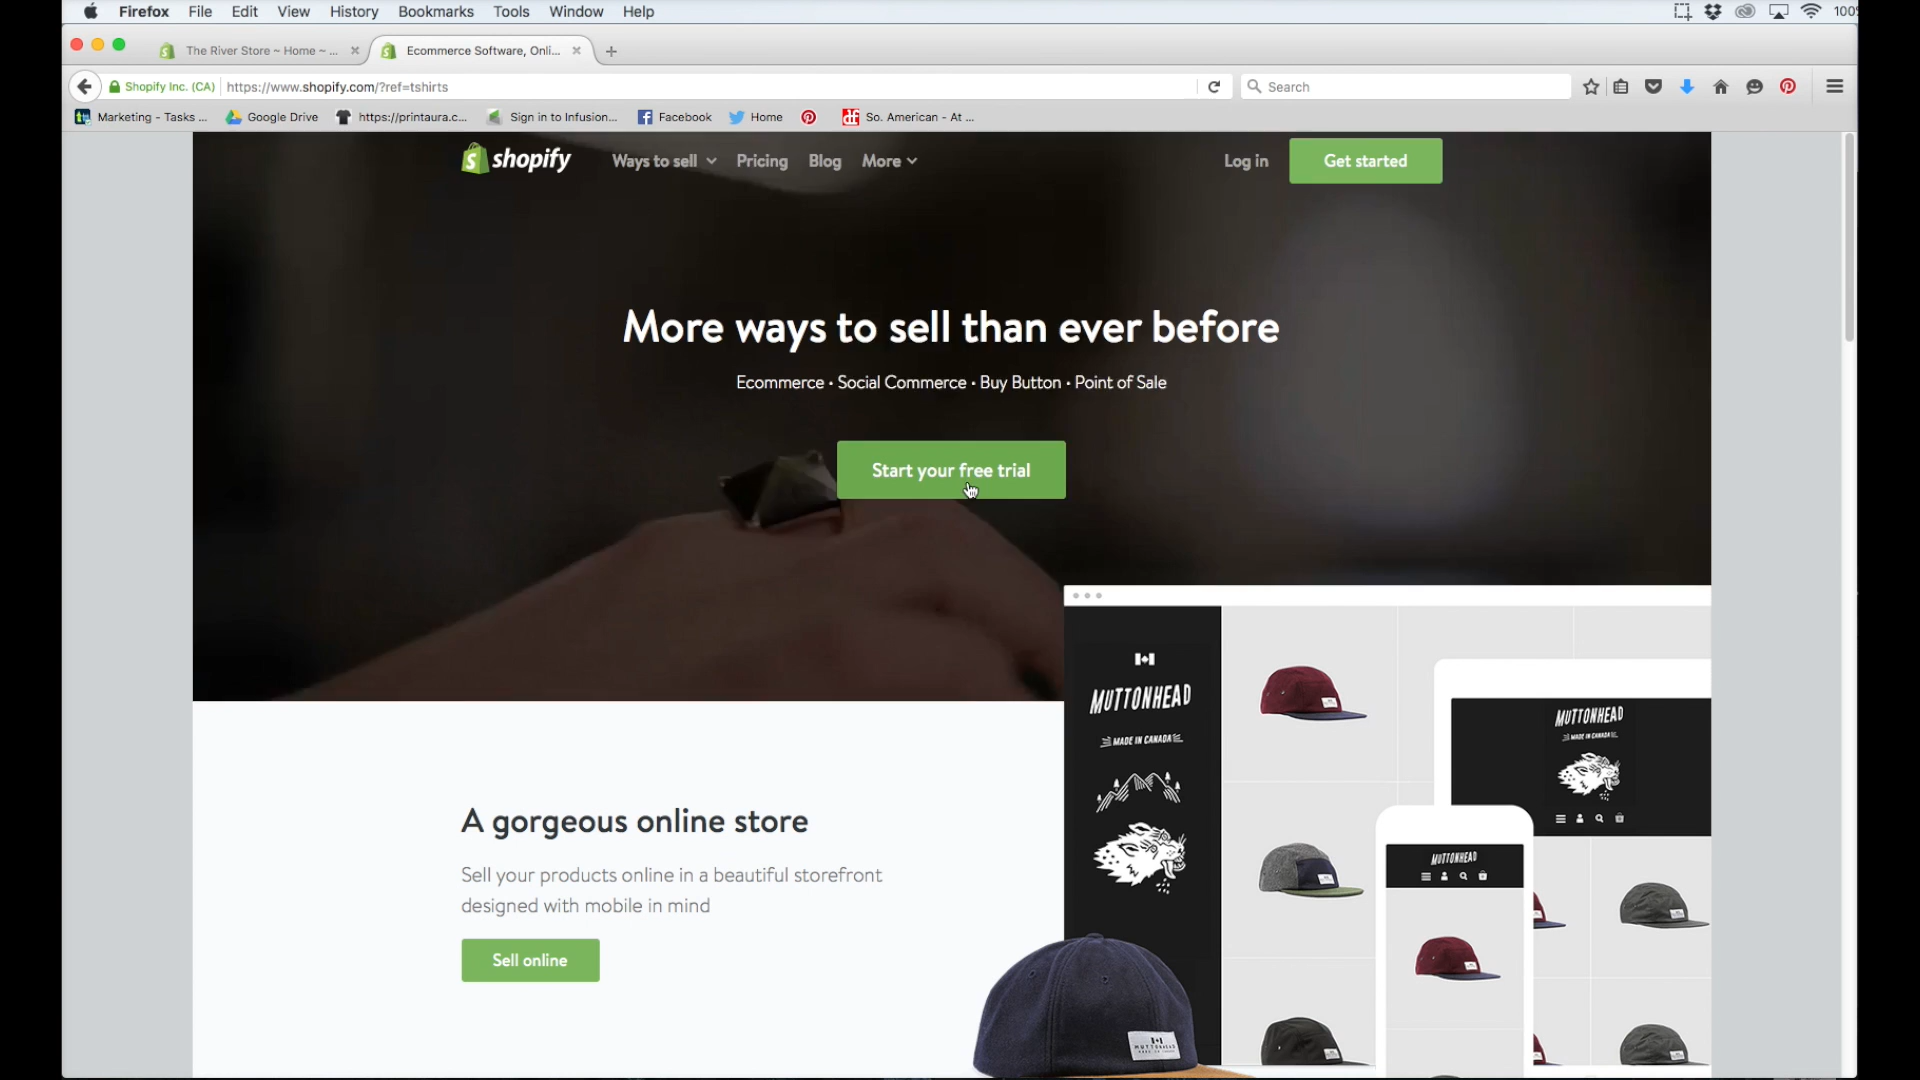 Firefox File Edit View History Bookmarks Tools Window Help
The River Store ~ Home ~ ... Ecommerce Software, Onli...
Shopify Inc. (CA) https://www.shopify.com/?ref=tshirts Search
Marketing - Tasks ... Google Drive https://printaura.c... Sign in to Infusion... Facebook Home So. American - At ...
shopify Ways to sell Pricing Blog More Log in Get started
More ways to sell than ever before
Ecommerce • Social Commerce • Buy Button • Point of Sale
Start your free trial
MUTTONHEAD
MADE IN CANADA
MUTTONHEAD
MADE IN CANADA
MUTTONHEAD
A gorgeous online store
Sell your products online in a beautiful storefront
designed with mobile in mind
Sell online
MUTTONHEAD